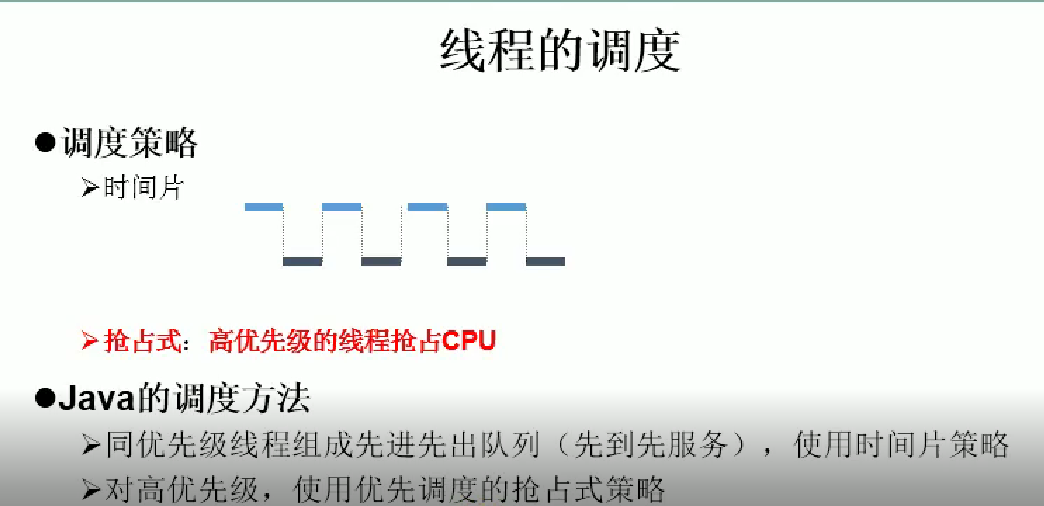 线程的调度
●调度策略
➢时间片
➢抢占式：高优先级的线程抢占CPU
●Java的调度方法
➢同优先级线程组成先进先出队列（先到先服务），使用时间片策略
➢对高优先级，使用优先调度的抢占式策略